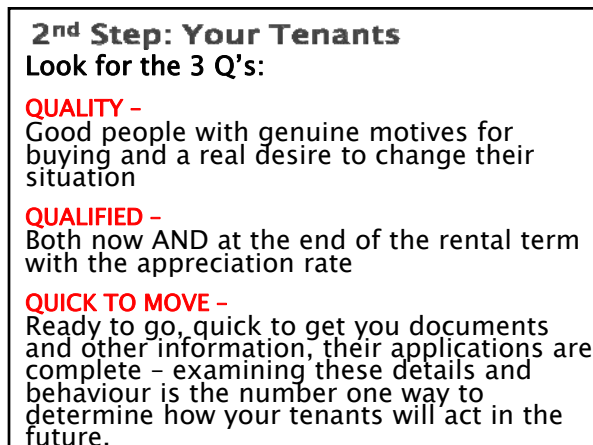 2nd Step: Your Tenants
Look for the 3 Q's:
QUALITY –
Good people with genuine motives for
buying and a real desire to change their
situation
QUALIFIED –
Both now AND at the end of the rental term
with the appreciation rate
QUICK TO MOVE –
Ready to go, quick to get you documents
and other information, their applications are
complete – examining these details and
behaviour is the number one way to
determine how your tenants will act in the
future.